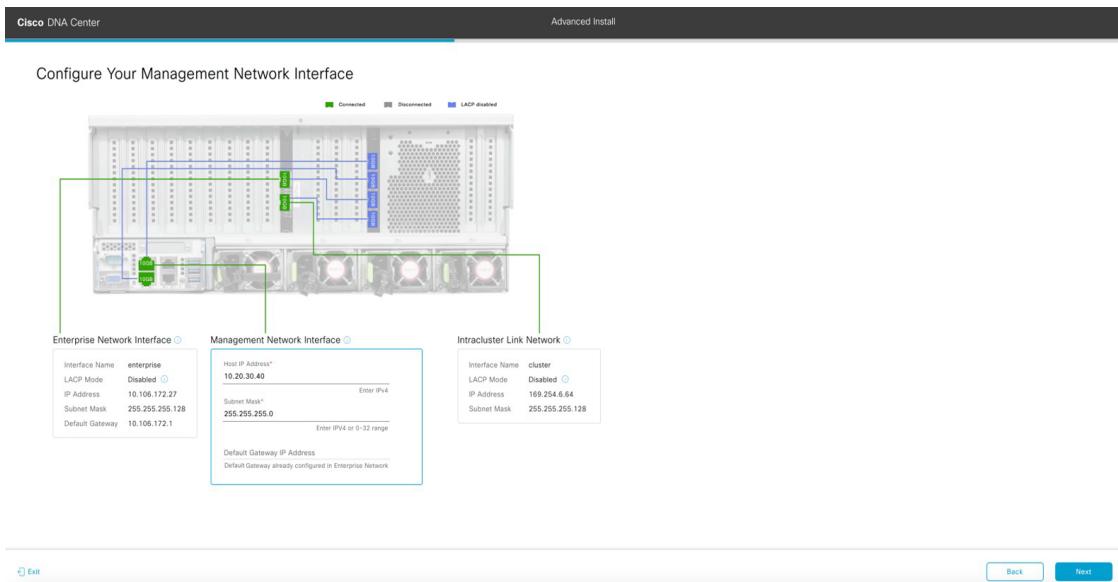 Cisco DNA Center
Advanced Install
Configure Your Management Network Interface
Connected
Disconnected
LACP disabled
10GB
10GB
Enterprise Network Interface
Interface Name enterprise
LACP Mode Disabled
IP Address 10.106.172.27
Subnet Mask 255.255.255.128
Default Gateway 10.106.172.1
Management Network Interface
Host IP Address*
10.20.30.40
Enter IPv4
Subnet Mask*
255.255.255.0
Enter IPV4 or 0-32 range
Default Gateway IP Address
Default Gateway already configured in Enterprise Network
Intracluster Link Network
Interface Name cluster
LACP Mode Disabled
IP Address 169.254.6.64
Subnet Mask 255.255.255.128
Exit
Back
Next